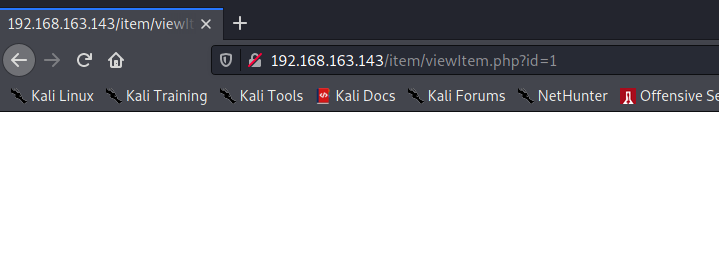 192.168.163.143/item/viewIt
192.168.163.143/item/viewItem.php?id=1
Kali Linux Kali Training Kali Tools Kali Docs Kali Forums NetHunter Offensive Se